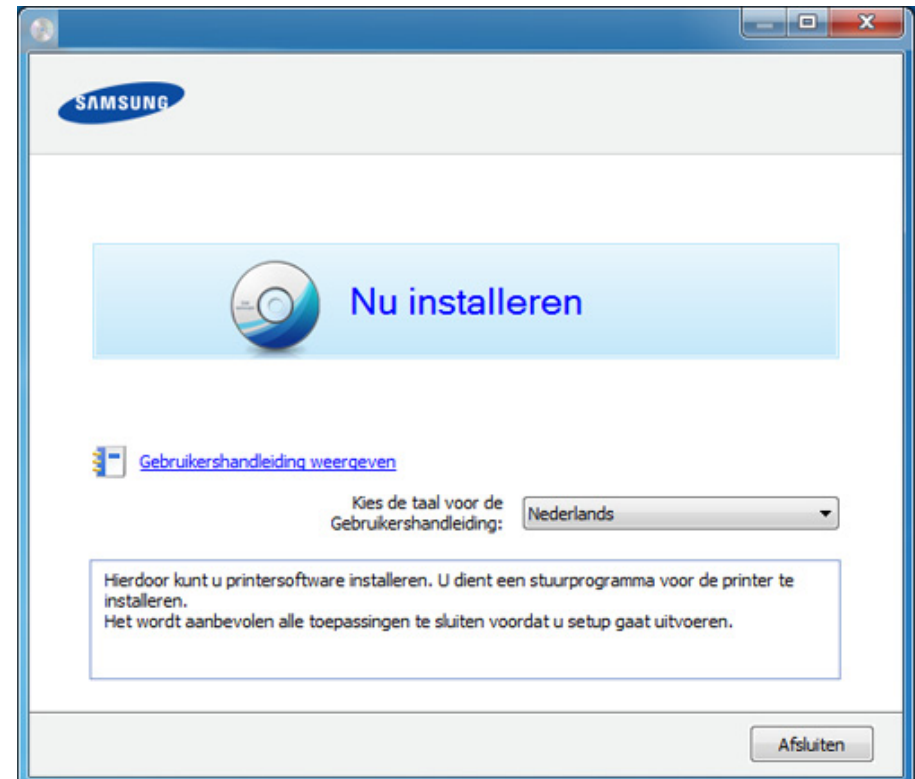 SAMSUNG
Nu installeren
Gebruikershandleiding weergeven
Kies de taal voor de
Gebruikershandleiding:
Nederlands
Hierdoor kunt u printersoftware installeren. U dient een stuurprogramma voor de printer te
installeren.
Het wordt aanbevolen alle toepassingen te sluiten voordat u setup gaat uitvoeren.
Afsluiten